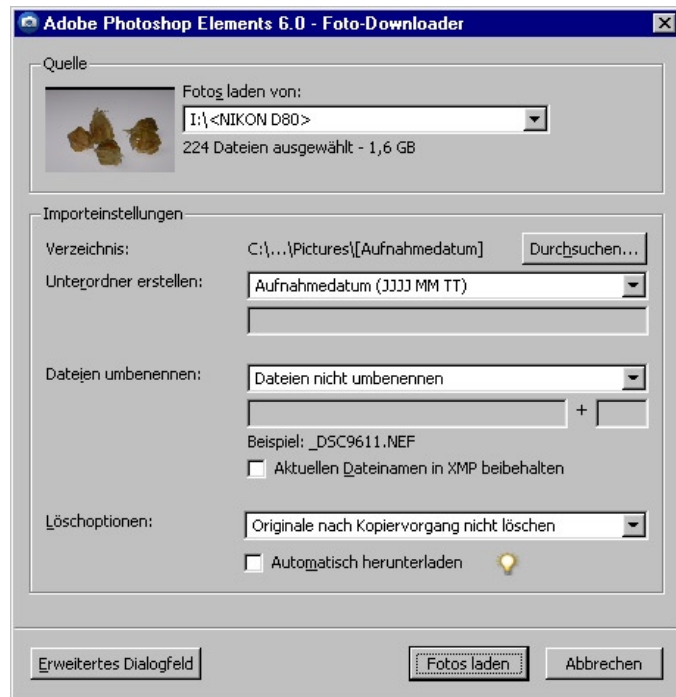 Adobe Photoshop Elements 6.0 - Foto-Downloader
Quelle
Fotos laden von:
I:\<NIKON D80>
224 Dateien ausgewählt - 1,6 GB
Importeinstellungen
Verzeichnis: C:\...\Pictures\[Aufnahmedatum] Durchsuchen...
Unterordner erstellen: Aufnahmedatum (JJJJ MM TT)
Dateien umbenennen: Dateien nicht umbenennen
+
Beispiel: _DSC9611.NEF
Aktuellen Dateinamen in XMP beibehalten
Löschoptionen: Originale nach Kopiervorgang nicht löschen
Automatisch herunterladen
Erweitertes Dialogfeld Fotos laden Abbrechen